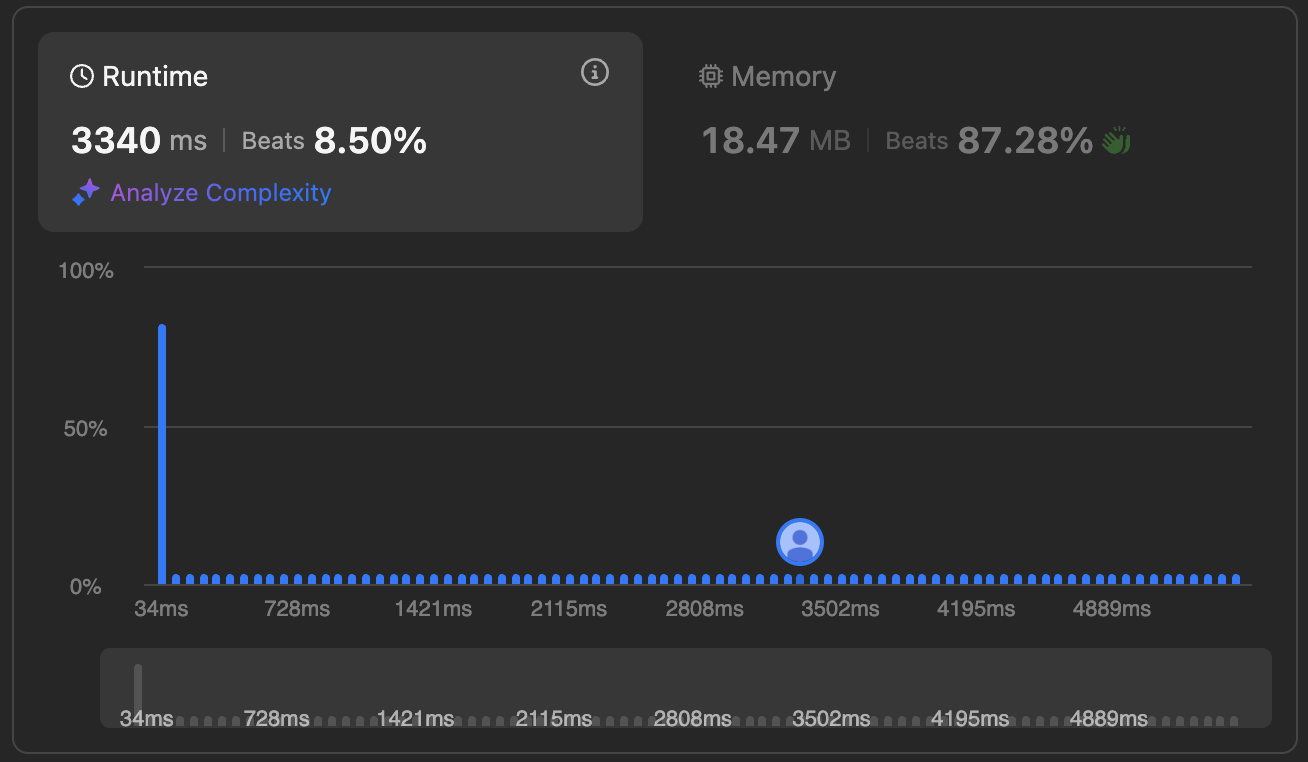 Runtime
3340 ms | Beats 8.50%
Analyze Complexity
Memory
18.47 MB | Beats 87.28%
100%
50%
0%
34ms 728ms 1421ms 2115ms 2808ms 3502ms 4195ms 4889ms
34ms 728ms 1421ms 2115ms 2808ms 3502ms 4195ms 4889ms